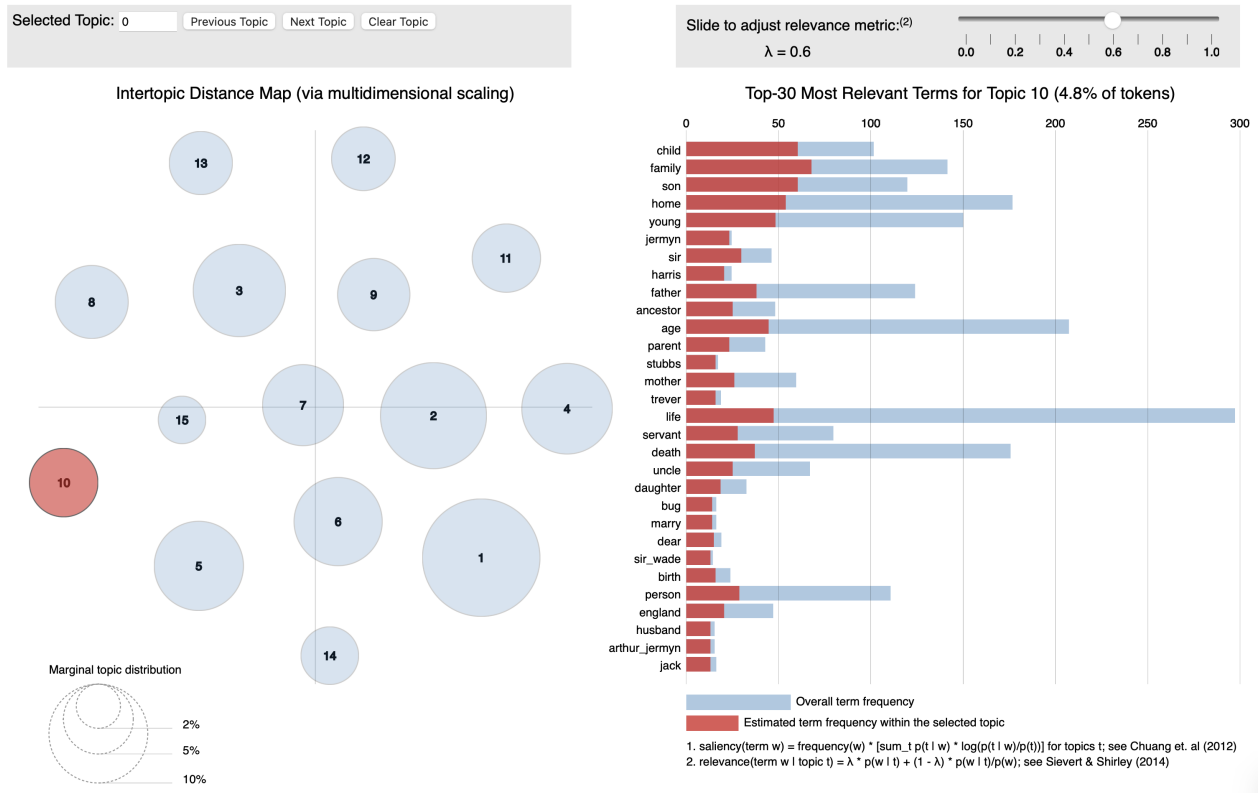 Selected Topic: 0 Previous Topic Next Topic Clear Topic
Slide to adjust relevance metric:(2)
λ = 0.6
0.0 0.2 0.4 0.6 0.8 1.0
Intertopic Distance Map (via multidimensional scaling)
13
12
11
3
9
8
7
4
2
15
10
6
1
5
14
Marginal topic distribution
2%
5%
10%
Top-30 Most Relevant Terms for Topic 10 (4.8% of tokens)
0 50 100 150 200 250 300
child
family
son
home
young
jermyn
sir
harris
father
ancestor
age
parent
stubbs
mother
trever
life
servant
death
uncle
daughter
bug
marry
dear
sir_wade
birth
person
england
husband
arthur_jermyn
jack
Overall term frequency
Estimated term frequency within the selected topic
1. saliency(term w) = frequency(w) * [sum_t p(t | w) * log(p(t | w)/p(t))] for topics t; see Chuang et. al (2012)
2. relevance(term w | topic t) = λ * p(w | t) + (1 - λ) * p(w | t)/p(w); see Sievert & Shirley (2014)